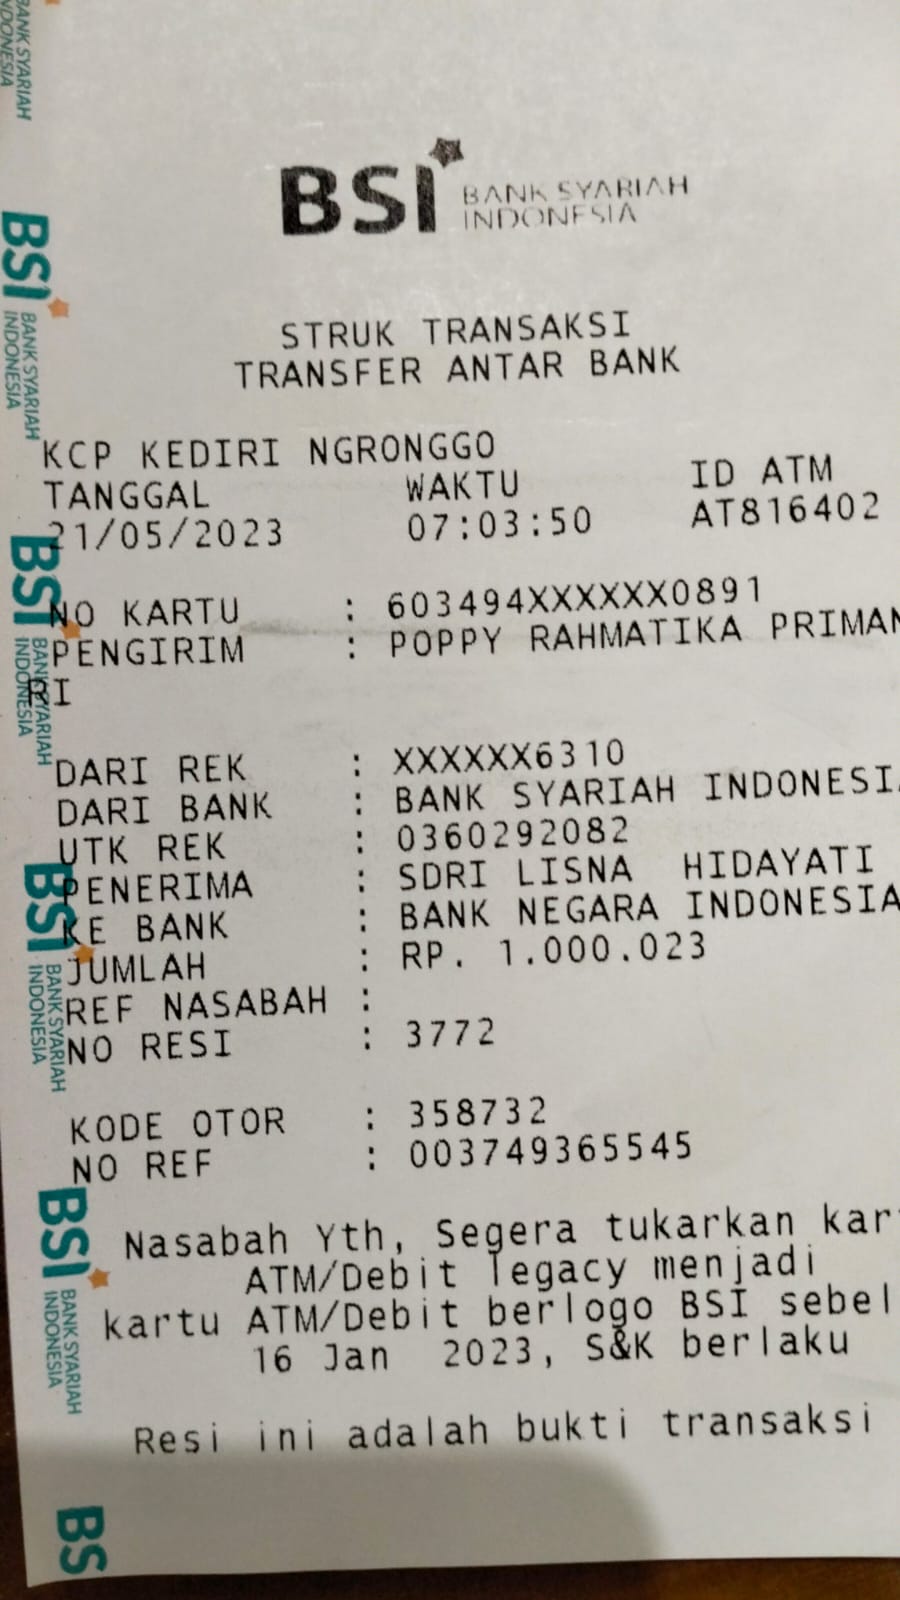 BSI BANK SYARIAH
INDONESIA
STRUK TRANSAKSI
TRANSFER ANTAR BANK
KCP KEDIRI NGRONGGO
TANGGAL WAKTU ID ATM
21/05/2023 07:03:50 AT816402
NO KARTU : 603494XXXXXX0891
PENGIRIM : POPPY RAHMATIKA PRIMAN
RI
DARI REK : XXXXXX6310
DARI BANK : BANK SYARIAH INDONESI
UTK REK : 0360292082
PENERIMA : SDRI LISNA HIDAYATI
KE BANK : BANK NEGARA INDONESIA
JUMLAH : RP. 1.000.023
REF NASABAH :
NO RESI : 3772
KODE OTOR : 358732
NO REF : 003749365545
Nasabah Yth, Segera tukarkan kar
ATM/Debit legacy menjadi
kartu ATM/Debit berlogo BSI sebel
16 Jan 2023, S&K berlaku
Resi ini adalah bukti transaksi
BANK SYARIAH
INDONESIA
BSI BANK SYARIAH
INDONESIA
BSI BANK SYARIAH
INDONESIA
BSI BANK SYARIAH
INDONESIA
BSI BANK SYARIAH
INDONESIA
BS